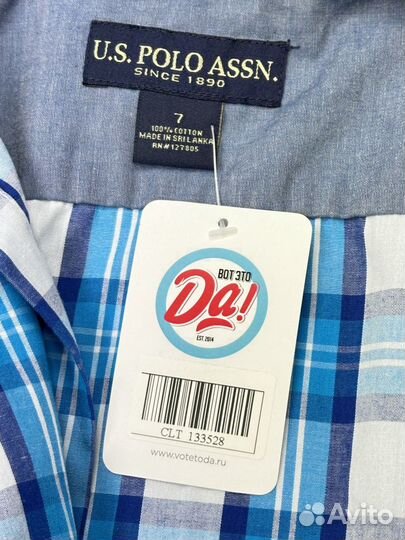 U.S. POLO ASSN.
SINCE 1890
7
100% COTTON
MADE IN SRI LANKA
RN# 127805
ВОТ ЭТО
Да!
EST. 2014
CLT 133528
www.votetoda.ru
Avito